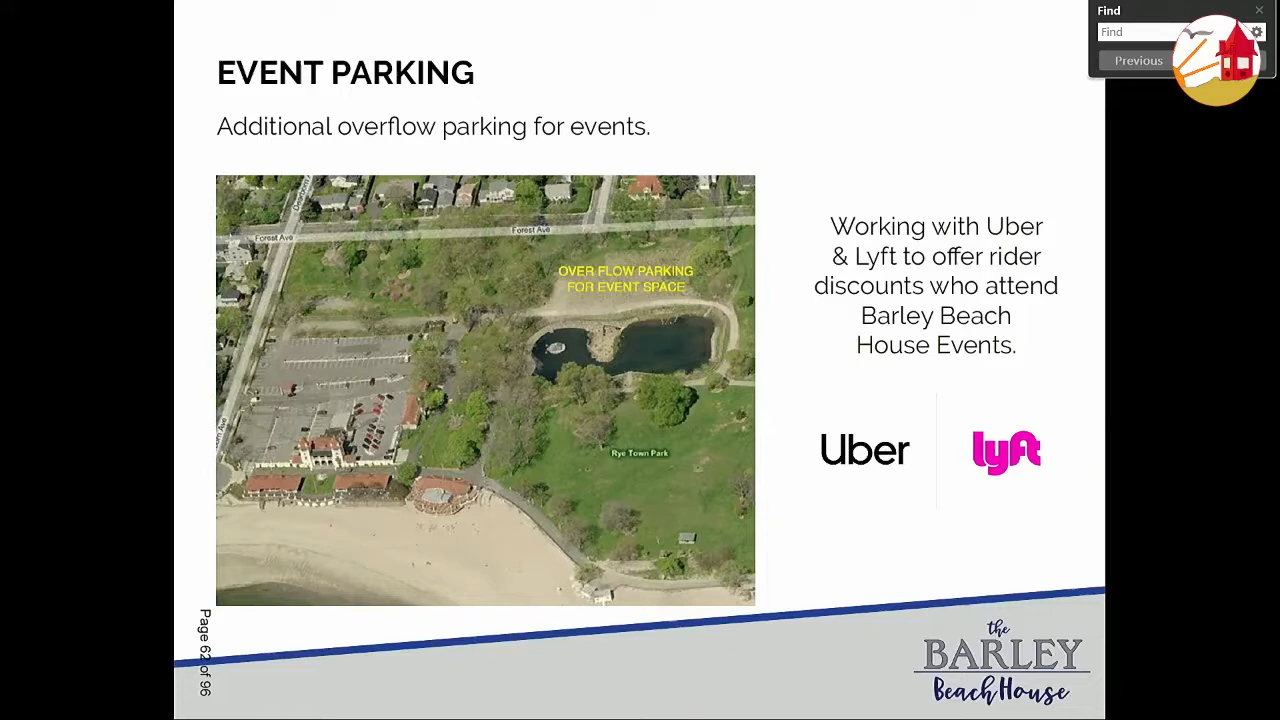 Find
Find
Previous
EVENT PARKING
Additional overflow parking for events.
Forest Ave
Forest Ave
OVER FLOW PARKING
FOR EVENT SPACE
Rye Town Park
Working with Uber
& Lyft to offer rider
discounts who attend
Barley Beach
House Events.
Uber
lyft
Page 62 of 96
the
BARLEY
Beach House